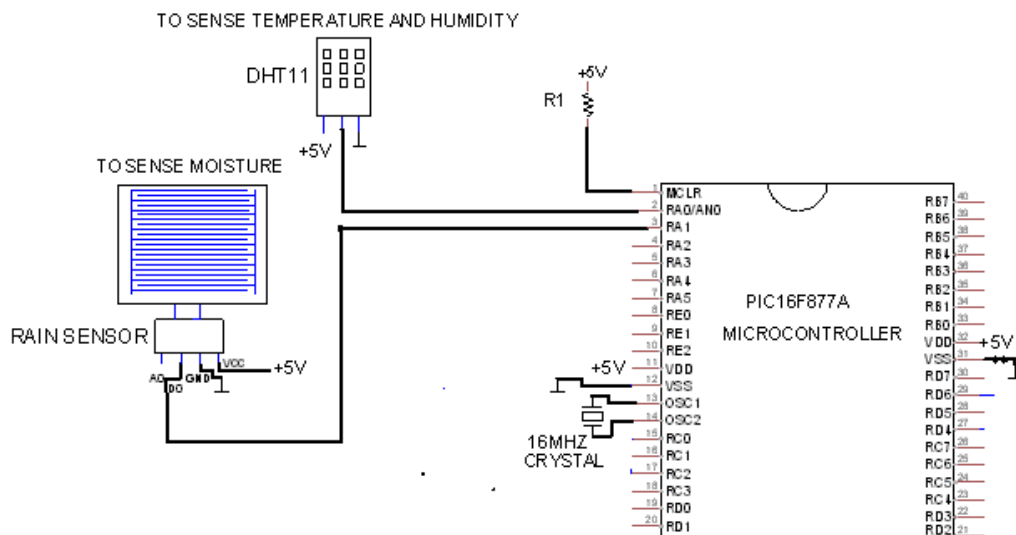 TO SENSE TEMPERATURE AND HUMIDITY
DHT11
+5V
TO SENSE MOISTURE
RAIN SENSOR
AO
DO
GND
VCC
+5V
+5V
R1
1 MCLR
2 RA0/AN0
3 RA1
4 RA2
5 RA3
6 RA4
7 RA5
8 RE0
9 RE1
10 RE2
11 VDD
12 VSS
13 OSC1
14 OSC2
15 RC0
16 RC1
17 RC2
18 RC3
19 RD0
20 RD1
+5V
16MHZ
CRYSTAL
PIC16F877A
MICROCONTROLLER
RB7 40
RB6 39
RB5 38
RB4 37
RB3 36
RB2 35
RB1 34
RB0 33
VDD 32
VSS 31
RD7 30
RD6 29
RD5 28
RD4 27
RC7 26
RC6 25
RC5 24
RC4 23
RD3 22
RD2 21
+5V